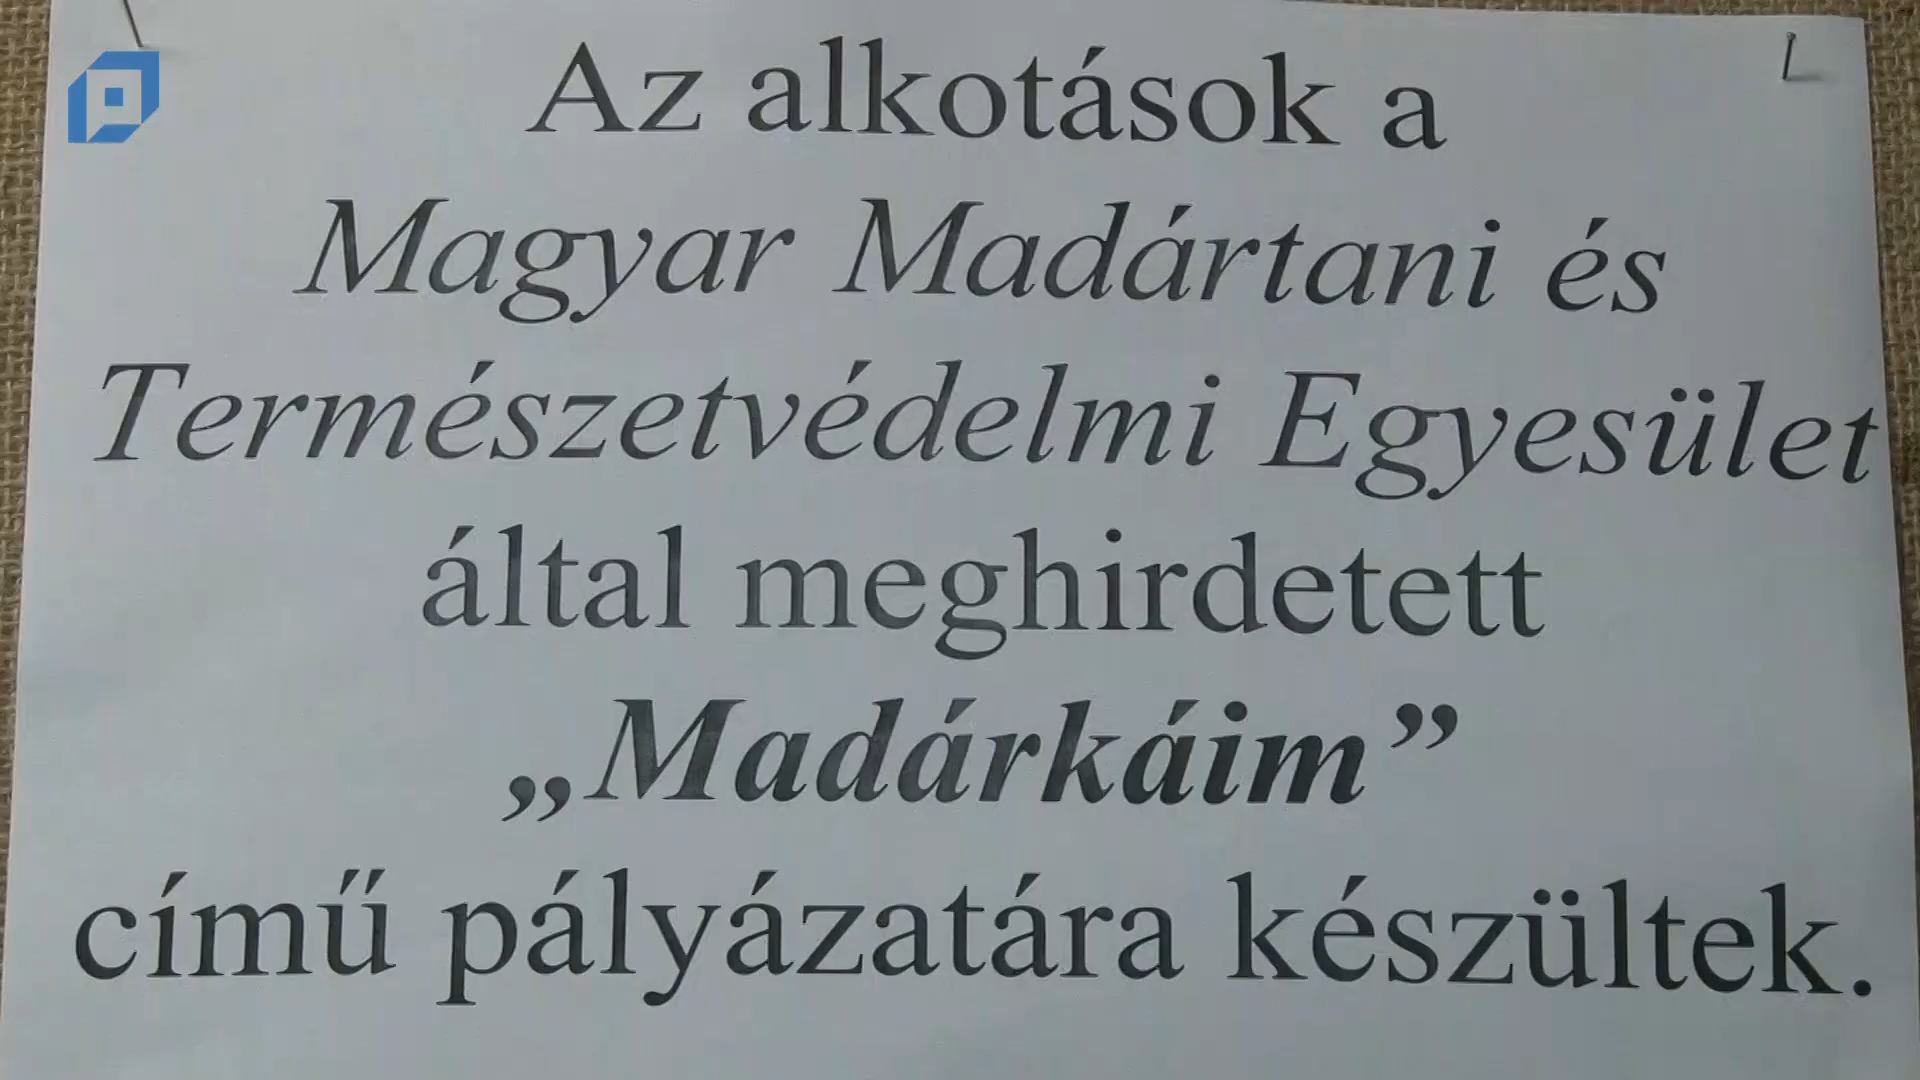 Az alkotások a
Magyar Madártani és
Természetvédelmi Egyesület
által meghirdetett
„Madárkáim”
című pályázatára készültek.